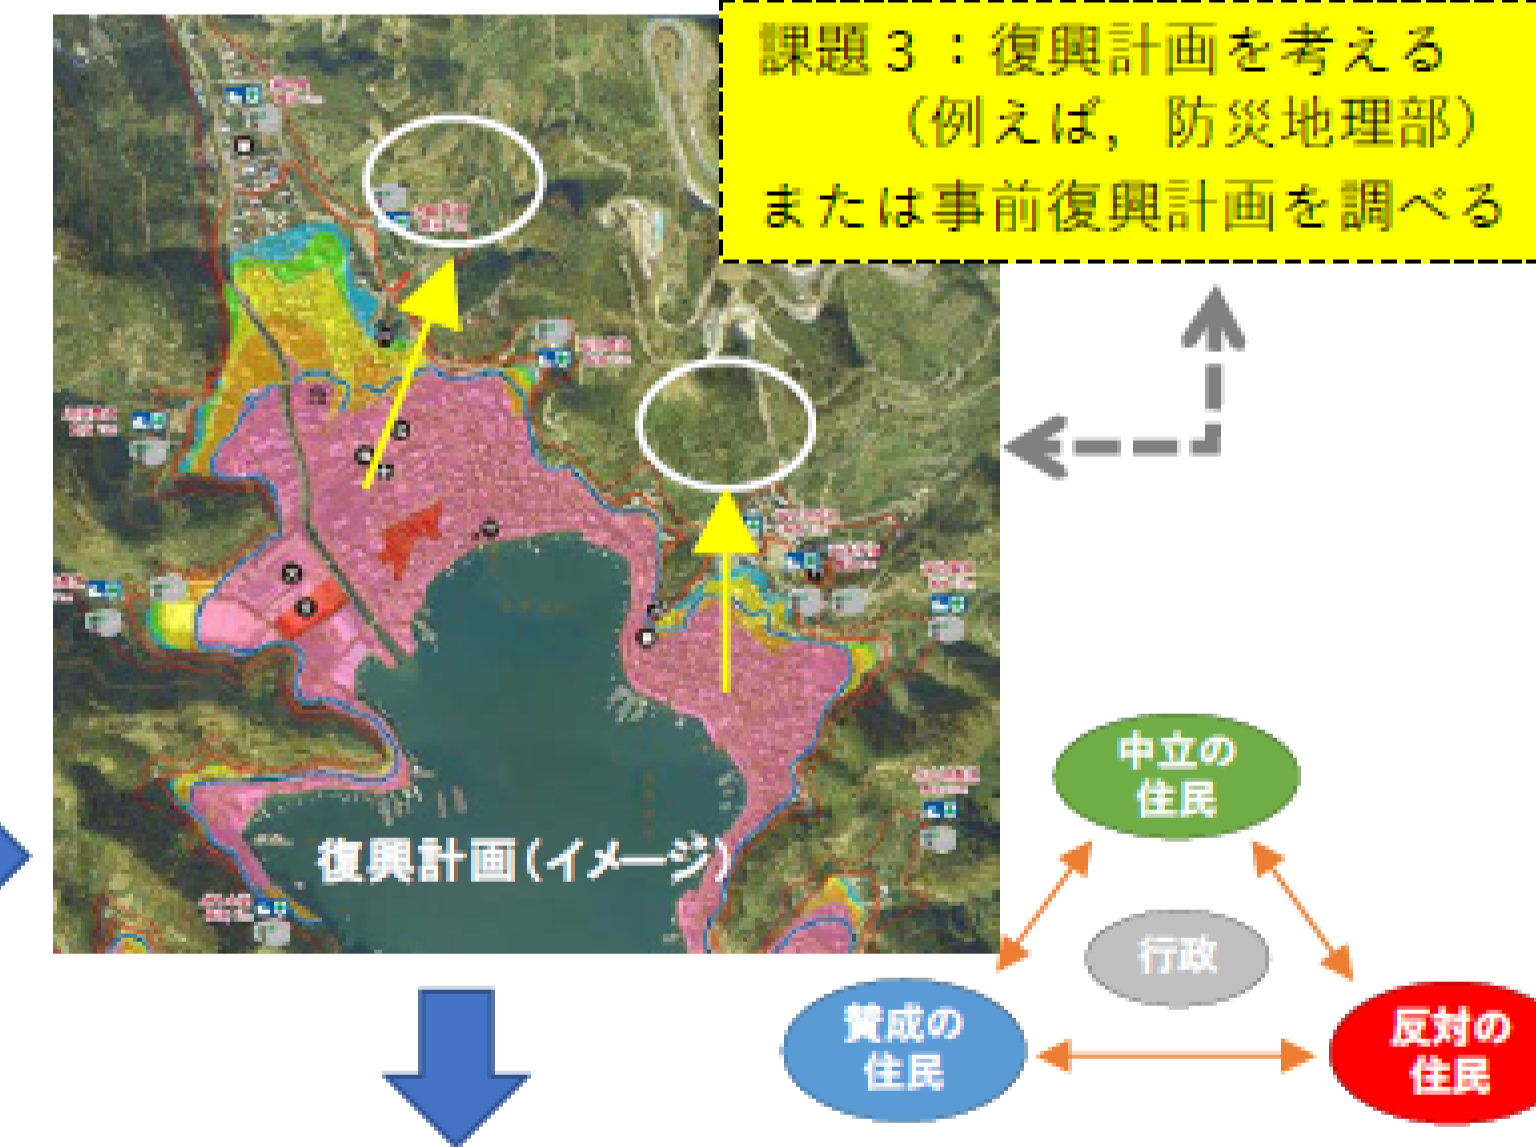 課題３：復興計画を考える
（例えば，防災地理部）
または事前復興計画を調べる
復興計画（イメージ）
中立の
住民
行政
賛成の
住民
反対の
住民